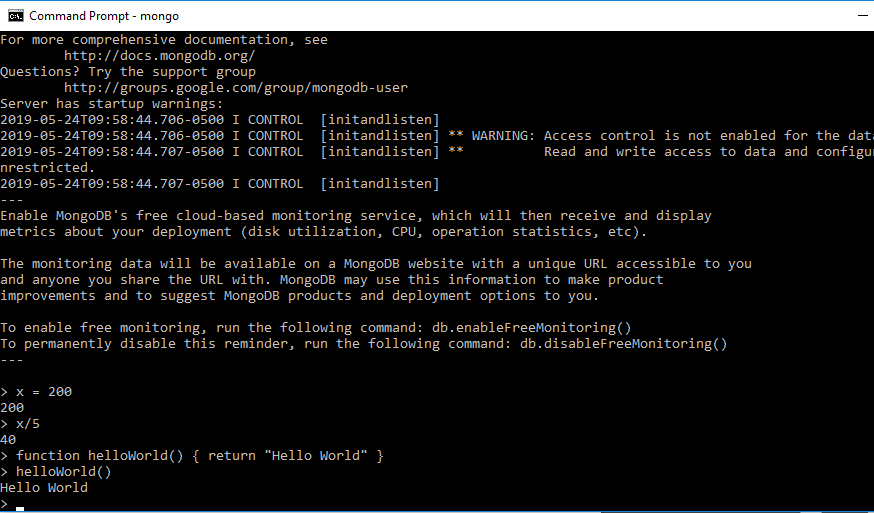 Command Prompt - mongo
For more comprehensive documentation, see
http://docs.mongodb.org/
Questions? Try the support group
http://groups.google.com/group/mongodb-user
Server has startup warnings:
2019-05-24T09:58:44.706-0500 I CONTROL  [initandlisten]
2019-05-24T09:58:44.706-0500 I CONTROL  [initandlisten] ** WARNING: Access control is not enabled for the data
2019-05-24T09:58:44.707-0500 I CONTROL  [initandlisten] **          Read and write access to data and configu
nrestricted.
2019-05-24T09:58:44.707-0500 I CONTROL  [initandlisten]
---
Enable MongoDB's free cloud-based monitoring service, which will then receive and display
metrics about your deployment (disk utilization, CPU, operation statistics, etc).
The monitoring data will be available on a MongoDB website with a unique URL accessible to you
and anyone you share the URL with. MongoDB may use this information to make product
improvements and to suggest MongoDB products and deployment options to you.
To enable free monitoring, run the following command: db.enableFreeMonitoring()
To permanently disable this reminder, run the following command: db.disableFreeMonitoring()
---
> x = 200
200
> x/5
40
> function helloWorld() { return "Hello World" }
> helloWorld()
Hello World
>